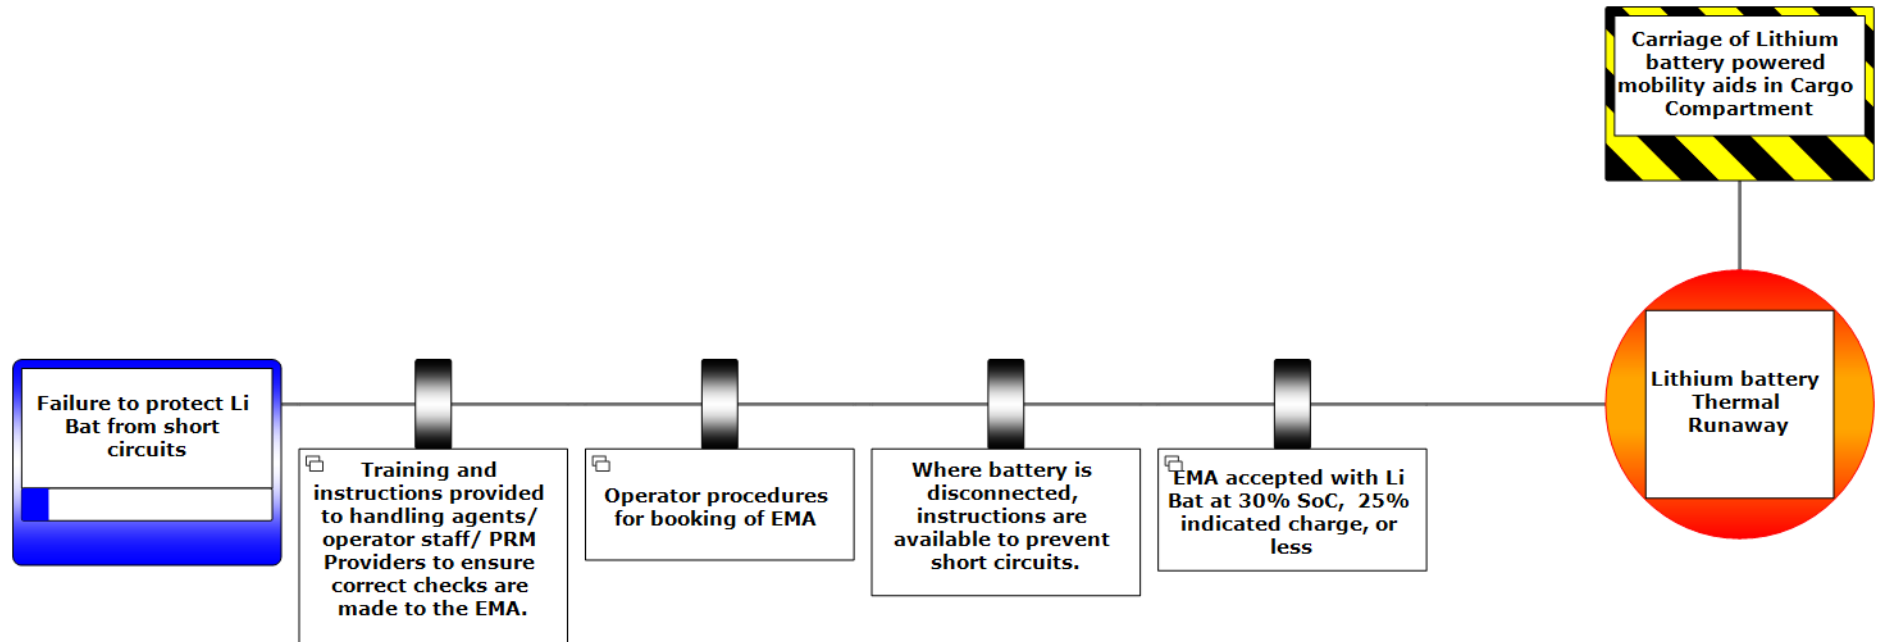 Carriage of Lithium
battery powered
mobility aids in Cargo
Compartment
Failure to protect Li
Bat from short
circuits
Training and
instructions provided
to handling agents/
operator staff/ PRM
Providers to ensure
correct checks are
made to the EMA.
Operator procedures
for booking of EMA
Where battery is
disconnected,
instructions are
available to prevent
short circuits.
EMA accepted with Li
Bat at 30% SoC,  25%
indicated charge, or
less
Lithium battery
Thermal
Runaway